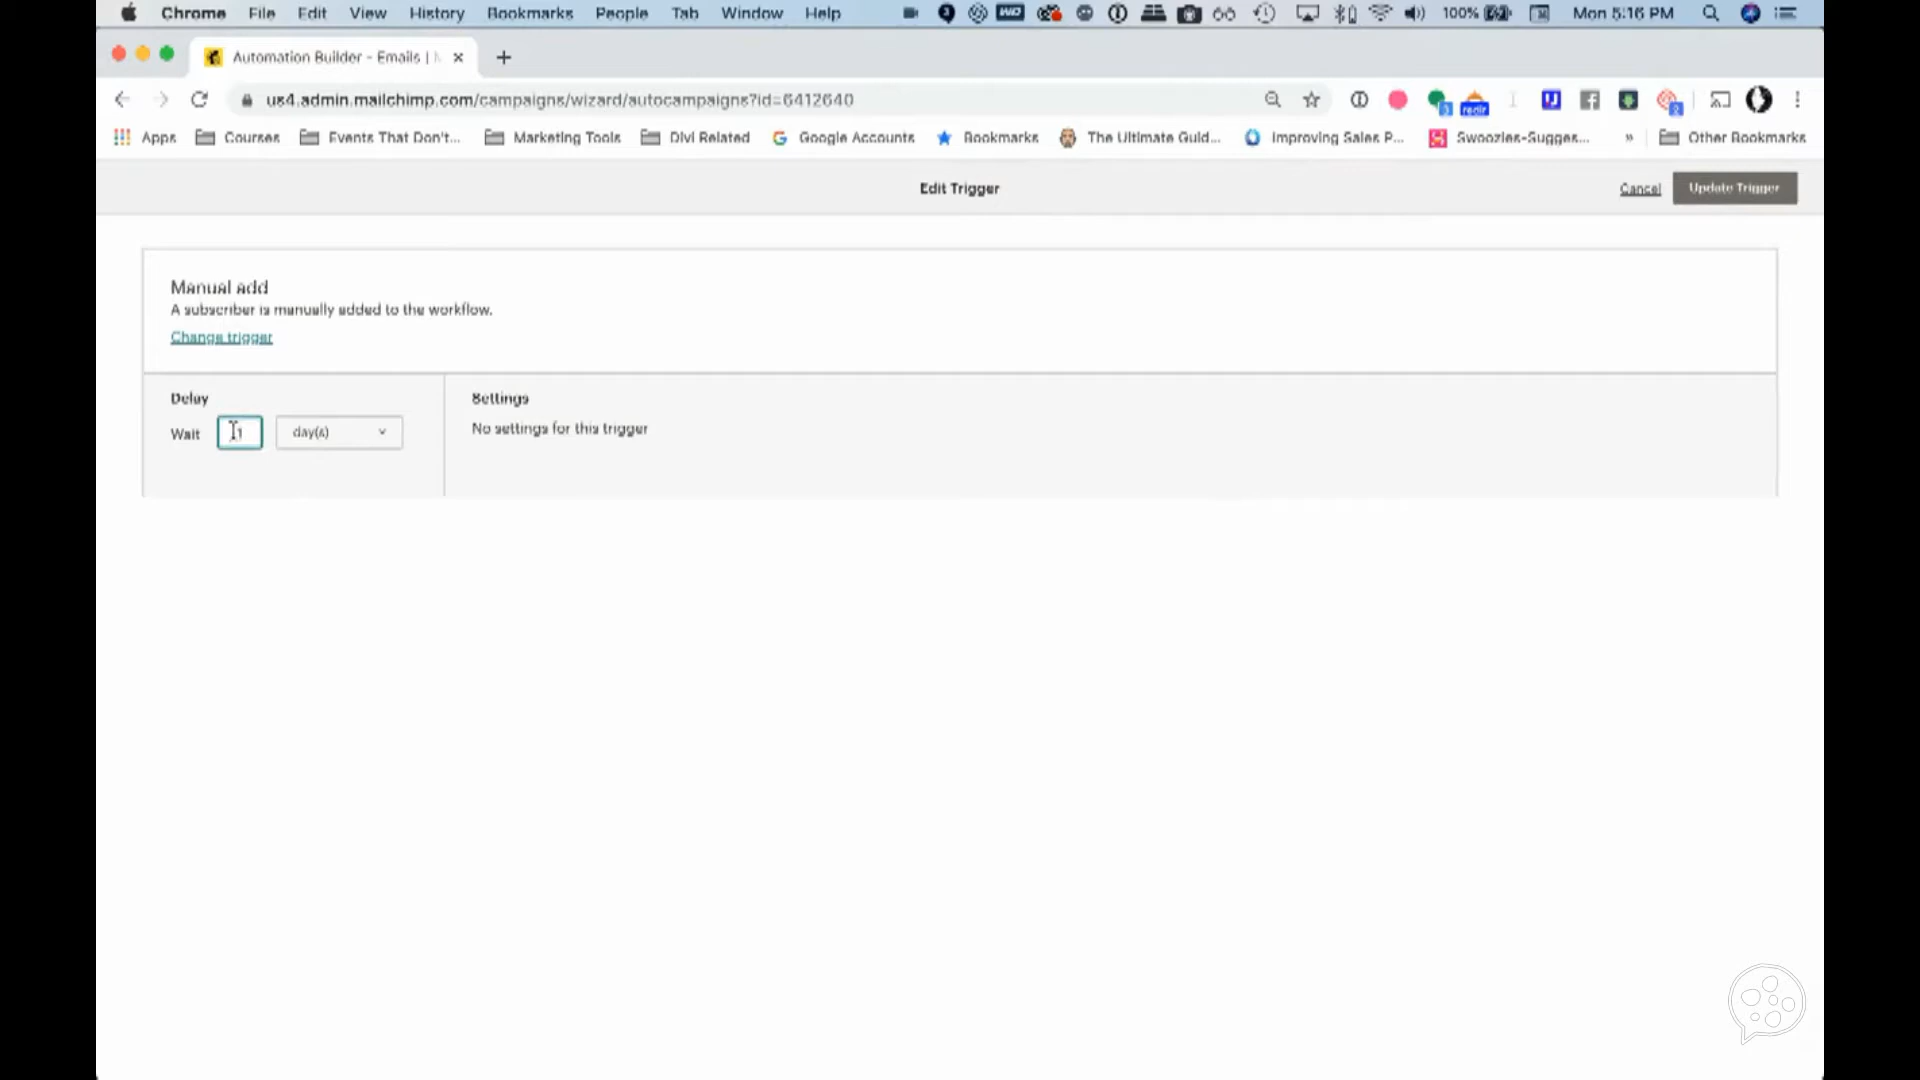 Chrome File Edit View History Bookmarks People Tab Window Help 100% Mon 5:16 PM
Automation Builder - Emails |
us4.admin.mailchimp.com/campaigns/wizard/autocampaigns?id=6412640
Apps Courses Events That Don't... Marketing Tools Divi Related Google Accounts Bookmarks The Ultimate Guid... Improving Sales P... Swoozies-Sugges... » Other Bookmarks
Edit Trigger Cancel Update Trigger
Manual add
A subscriber is manually added to the workflow.
Change trigger
Delay Settings
Wait 1 day(s) No settings for this trigger